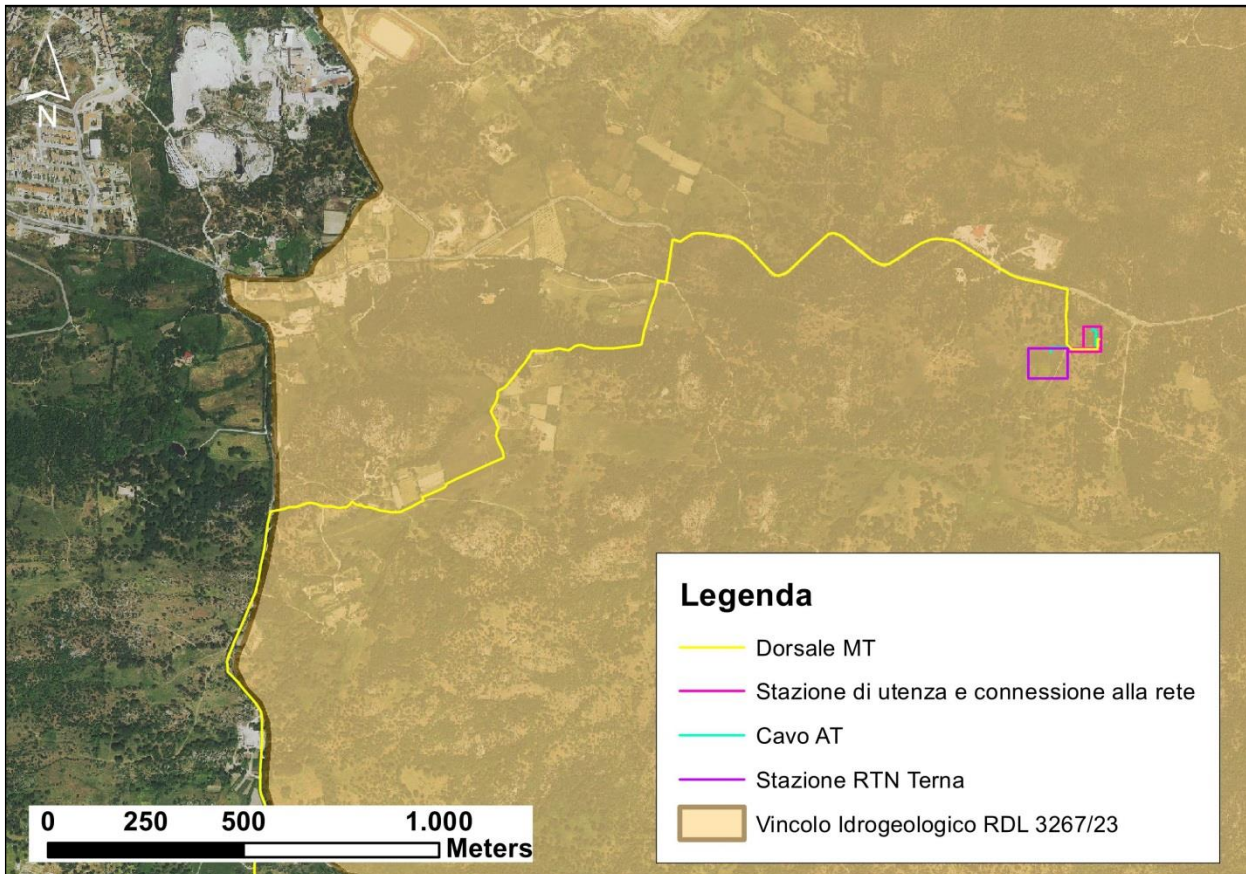 N
Legenda
Dorsale MT
Stazione di utenza e connessione alla rete
Cavo AT
Stazione RTN Terna
Vincolo Idrogeologico RDL 3267/23
0 250 500 1.000
Meters